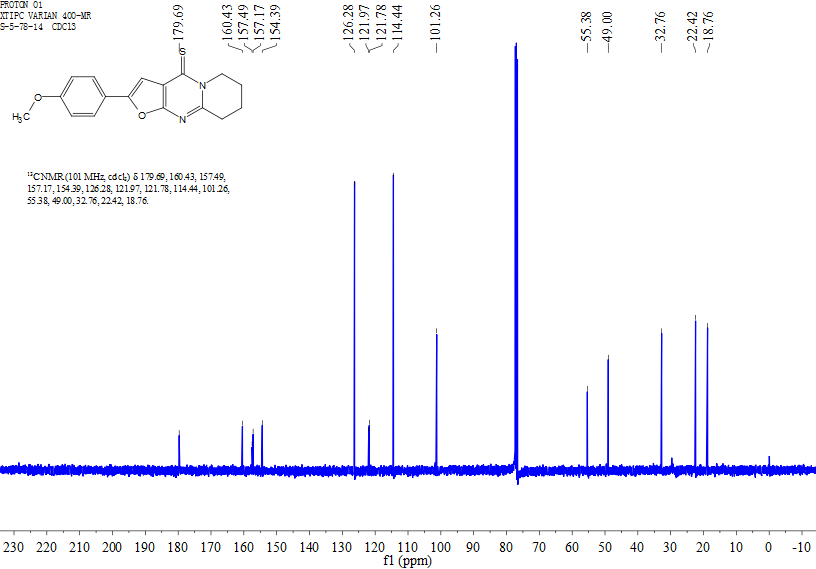 PROTON 01
XTIPC VARIAN 400-MR
S-5-78-14 CDCl3
179.69
160.43
157.49
157.17
154.39
126.28
121.97
121.78
114.44
101.26
55.38
49.00
32.76
22.42
18.76
S
N
O
O
N
H₃C
¹³C NMR (101 MHz, cdcl₃) δ 179.69, 160.43, 157.49,
157.17, 154.39, 126.28, 121.97, 121.78, 114.44, 101.26,
55.38, 49.00, 32.76, 22.42, 18.76.
230 220 210 200 190 180 170 160 150 140 130 120 110 100 90 80 70 60 50 40 30 20 10 0 -10
f1 (ppm)